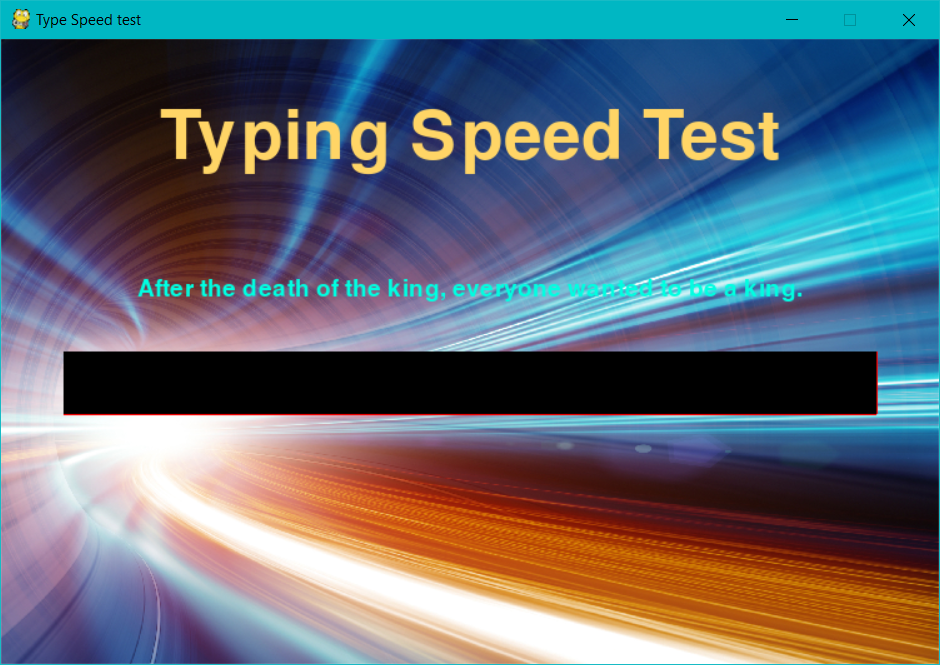 Type Speed test
Typing Speed Test
After the death of the king, everyone wanted to be a king.